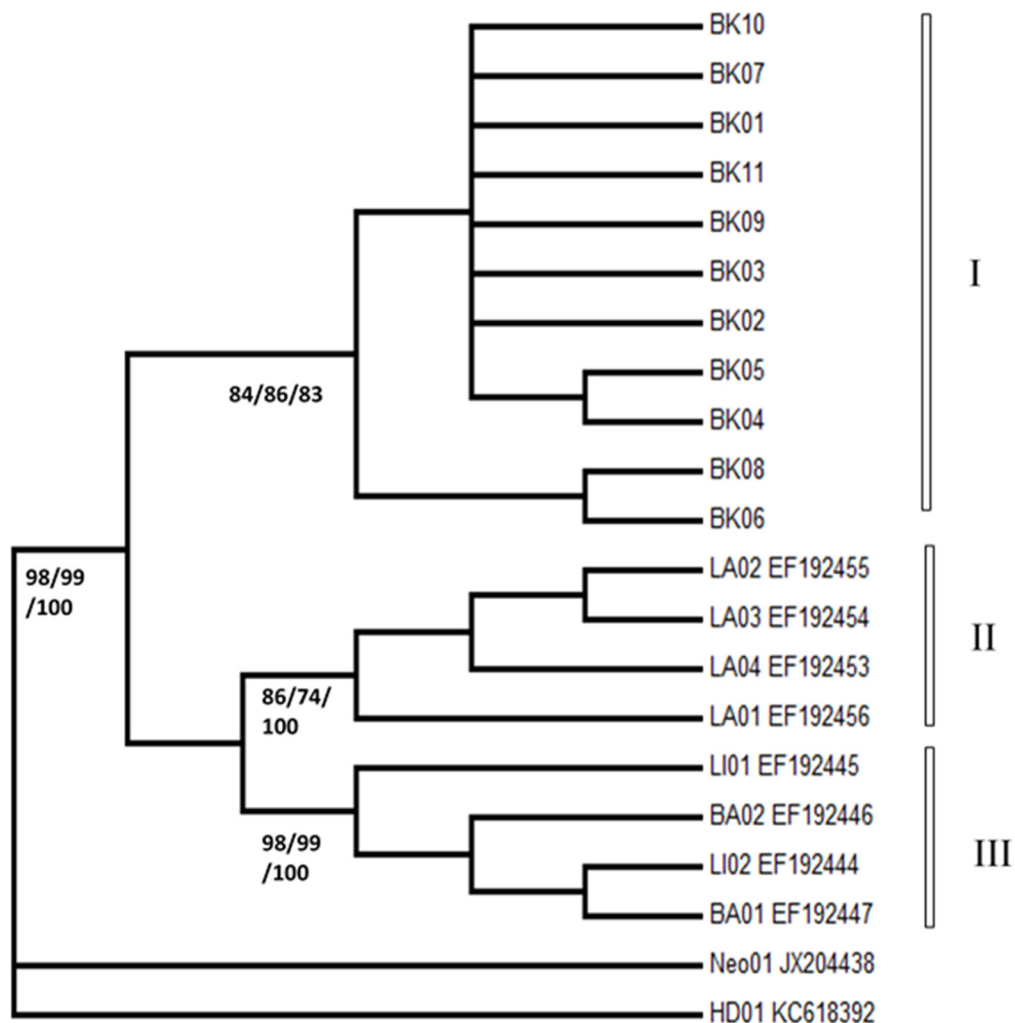 BK10
BK07
BK01
BK11
BK09
BK03
I
BK02
BK05
84/86/83
BK04
BK08
BK06
LA02 EF192455
98/99
/100
LA03 EF192454
II
LA04 EF192453
86/74/
100
LA01 EF192456
LI01 EF192445
BA02 EF192446
98/99
/100
III
LI02 EF192444
BA01 EF192447
Neo01 JX204438
HD01 KC618392